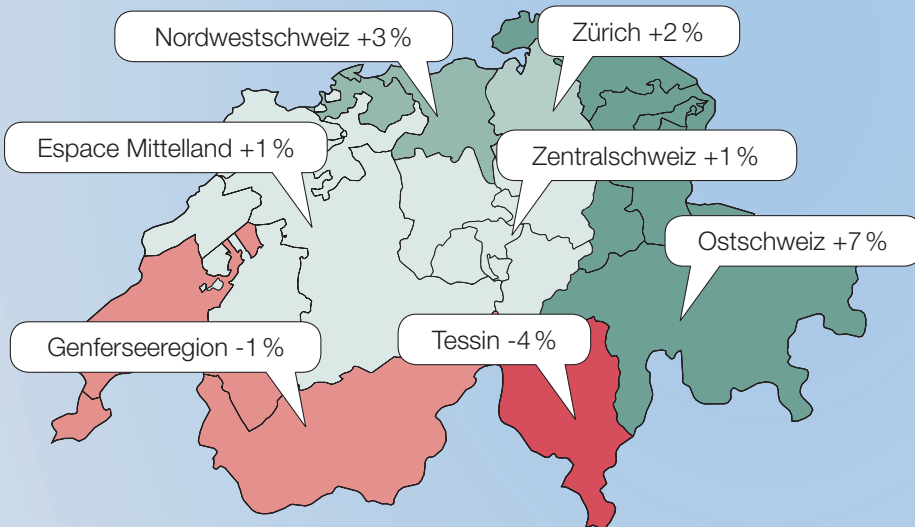 Nordwestschweiz +3 %
Zürich +2 %
Espace Mittelland +1 %
Zentralschweiz +1 %
Ostschweiz +7 %
Genferseeregion -1 %
Tessin -4 %